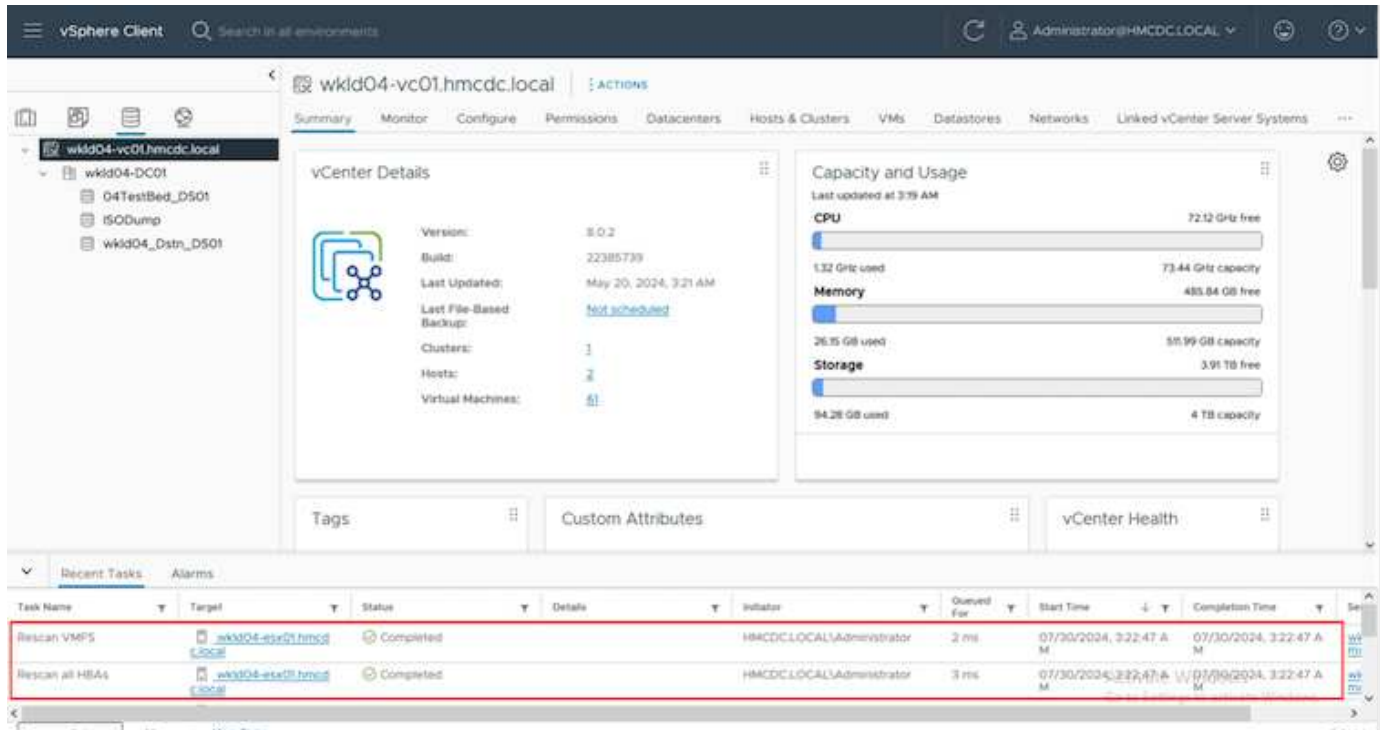 vSphere Client
Search in all environments
Administrator@HMCDC.LOCAL
wkld04-vc01.hmcdc.local
ACTIONS
Summary Monitor Configure Permissions Datacenters Hosts & Clusters VMs Datastores Networks Linked vCenter Server Systems
wkld04-vc01.hmcdc.local
wkld04-DC01
04TestBed_DS01
ISODump
wkld04_Dstn_DS01
vCenter Details
Version: 8.0.2
Build: 22385739
Last Updated: May 20, 2024, 3:21 AM
Last File-Based Backup: Not scheduled
Clusters: 1
Hosts: 2
Virtual Machines: 61
Capacity and Usage
Last updated at 3:19 AM
CPU 72.12 GHz free
1.32 GHz used 73.44 GHz capacity
Memory 485.84 GB free
26.15 GB used 511.99 GB capacity
Storage 3.91 TB free
94.28 GB used 4 TB capacity
Tags
Custom Attributes
vCenter Health
Recent Tasks Alarms
Task Name Target Status Details Initiator Queued For Start Time Completion Time
Rescan VMFS wkld04-esx01.hmcdc.local Completed HMCDC.LOCAL\Administrator 2 ms 07/30/2024, 3:22:47 AM 07/30/2024, 3:22:47 AM
Rescan all HBAs wkld04-esx01.hmcdc.local Completed HMCDC.LOCAL\Administrator 3 ms 07/30/2024, 3:22:47 AM 07/30/2024, 3:22:47 AM
Go to Settings to activate Windows.